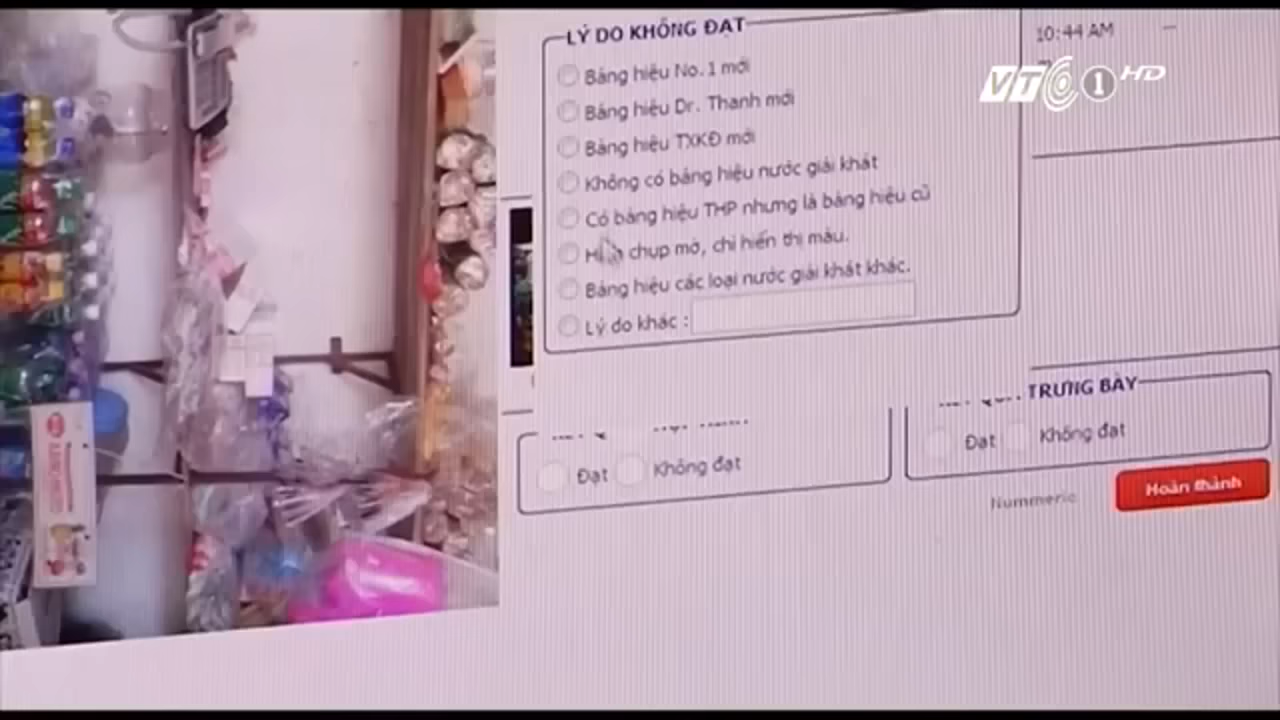 LÝ DO KHÔNG ĐẠT
10:44 AM
VTC 1 HD
Bảng hiệu No. 1 mới
Bảng hiệu Dr. Thanh mới
Bảng hiệu TXKĐ mới
Không có bảng hiệu nước giải khát
Có bảng hiệu THP nhưng là bảng hiệu cũ
chụp mờ, chỉ hiển thị màu.
Bảng hiệu các loại nước giải khát khác.
Lý do khác :
TRƯNG BÀY
Đạt Không đạt
Đạt Không đạt
Nummeric
Hoàn thành